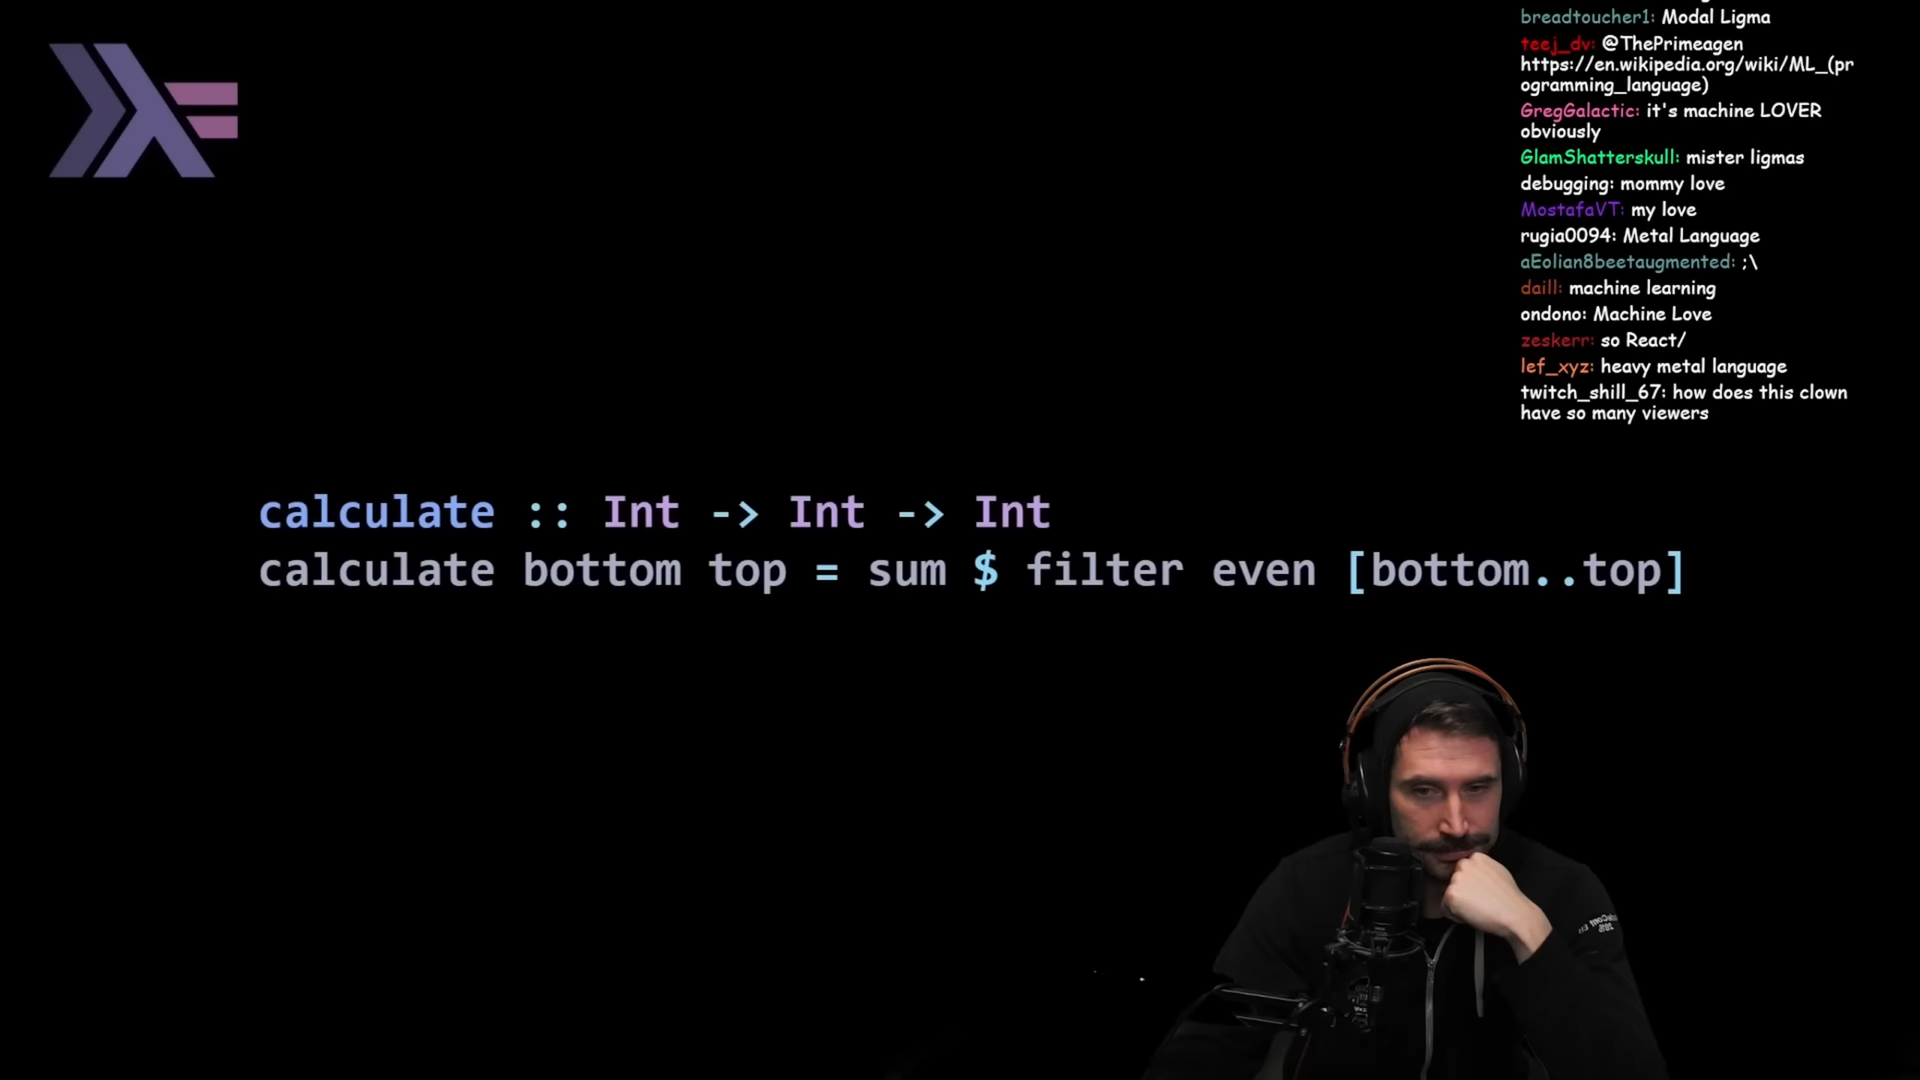 breadtoucher1: Modal Ligma
teej_dv: @ThePrimeagen
https://en.wikipedia.org/wiki/ML_(pr
ogramming_language)
GregGalactic: it's machine LOVER
obviously
GlamShatterskull: mister ligmas
debugging: mommy love
MostafaVT: my love
rugia0094: Metal Language
aEolian8beetaugmented: ;\
daill: machine learning
ondono: Machine Love
zeskerr: so React/
lef_xyz: heavy metal language
twitch_shill_67: how does this clown
have so many viewers
calculate :: Int -> Int -> Int
calculate bottom top = sum $ filter even [bottom..top]